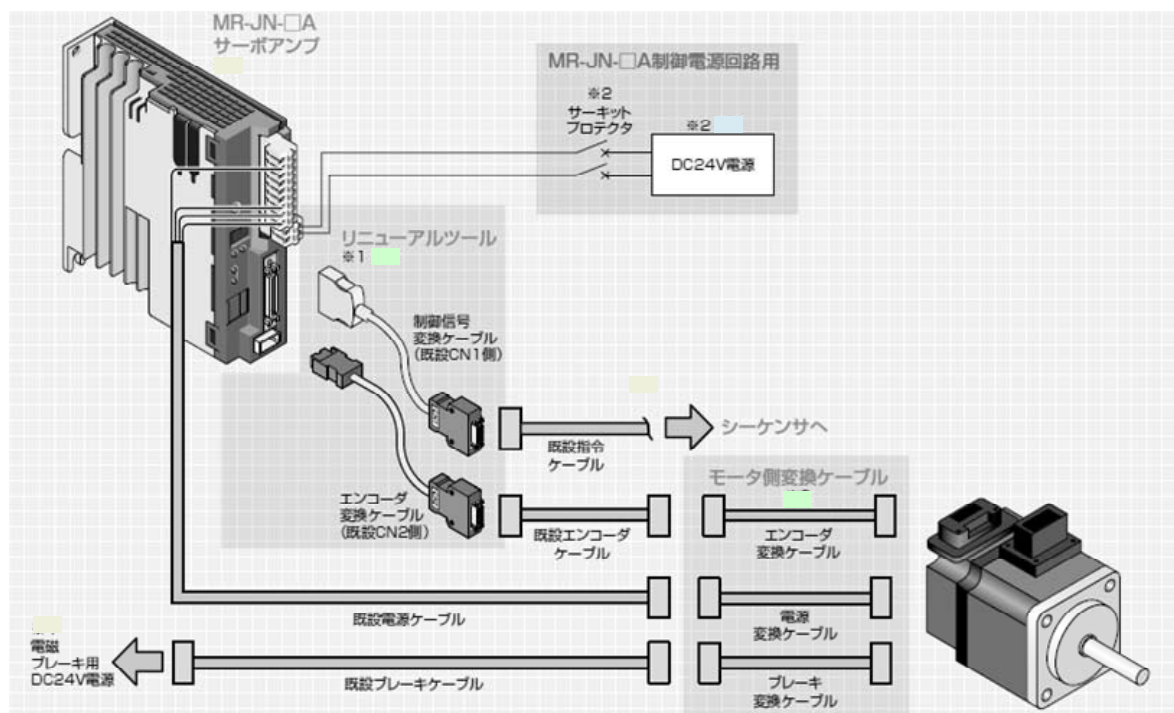 MR-JN-□A
サーボアンプ
MR-JN-□A制御電源回路用
※2
サーキット
プロテクタ
※2
DC24V電源
リニューアルツール
※1
制御信号
変換ケーブル
(既設CN1側)
シーケンサへ
既設指令
ケーブル
モータ側変換ケーブル
エンコーダ
変換ケーブル
(既設CN2側)
既設エンコーダ
ケーブル
エンコーダ
変換ケーブル
既設電源ケーブル
電源
変換ケーブル
電磁
ブレーキ用
DC24V電源
既設ブレーキケーブル
ブレーキ
変換ケーブル